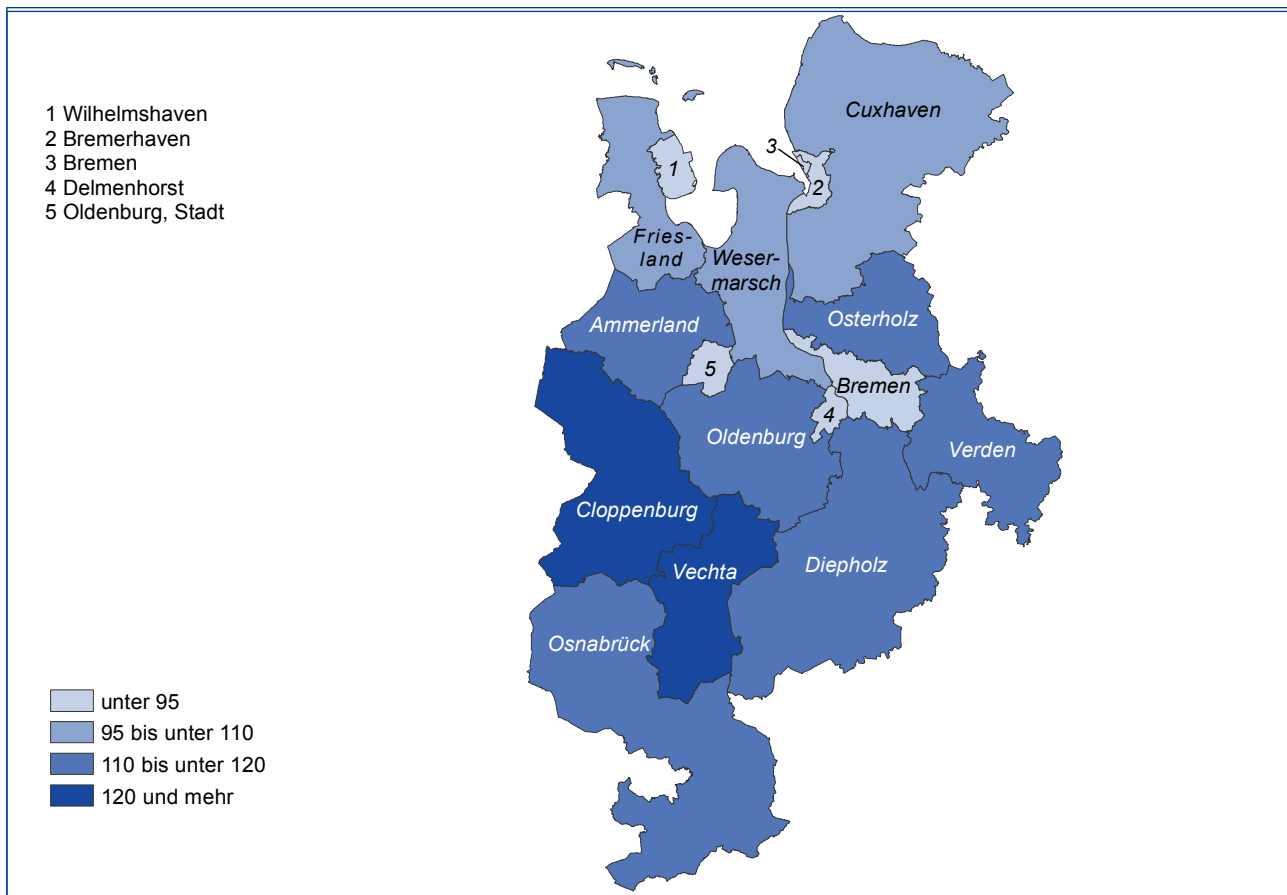 1 Wilhelmshaven
2 Bremerhaven
3 Bremen
4 Delmenhorst
5 Oldenburg, Stadt
Cuxhaven
3
1
2
Fries-
land
Weser-
marsch
Ammerland
Osterholz
5
Bremen
4
Oldenburg
Verden
Cloppenburg
Vechta
Diepholz
Osnabrück
unter 95
95 bis unter 110
110 bis unter 120
120 und mehr